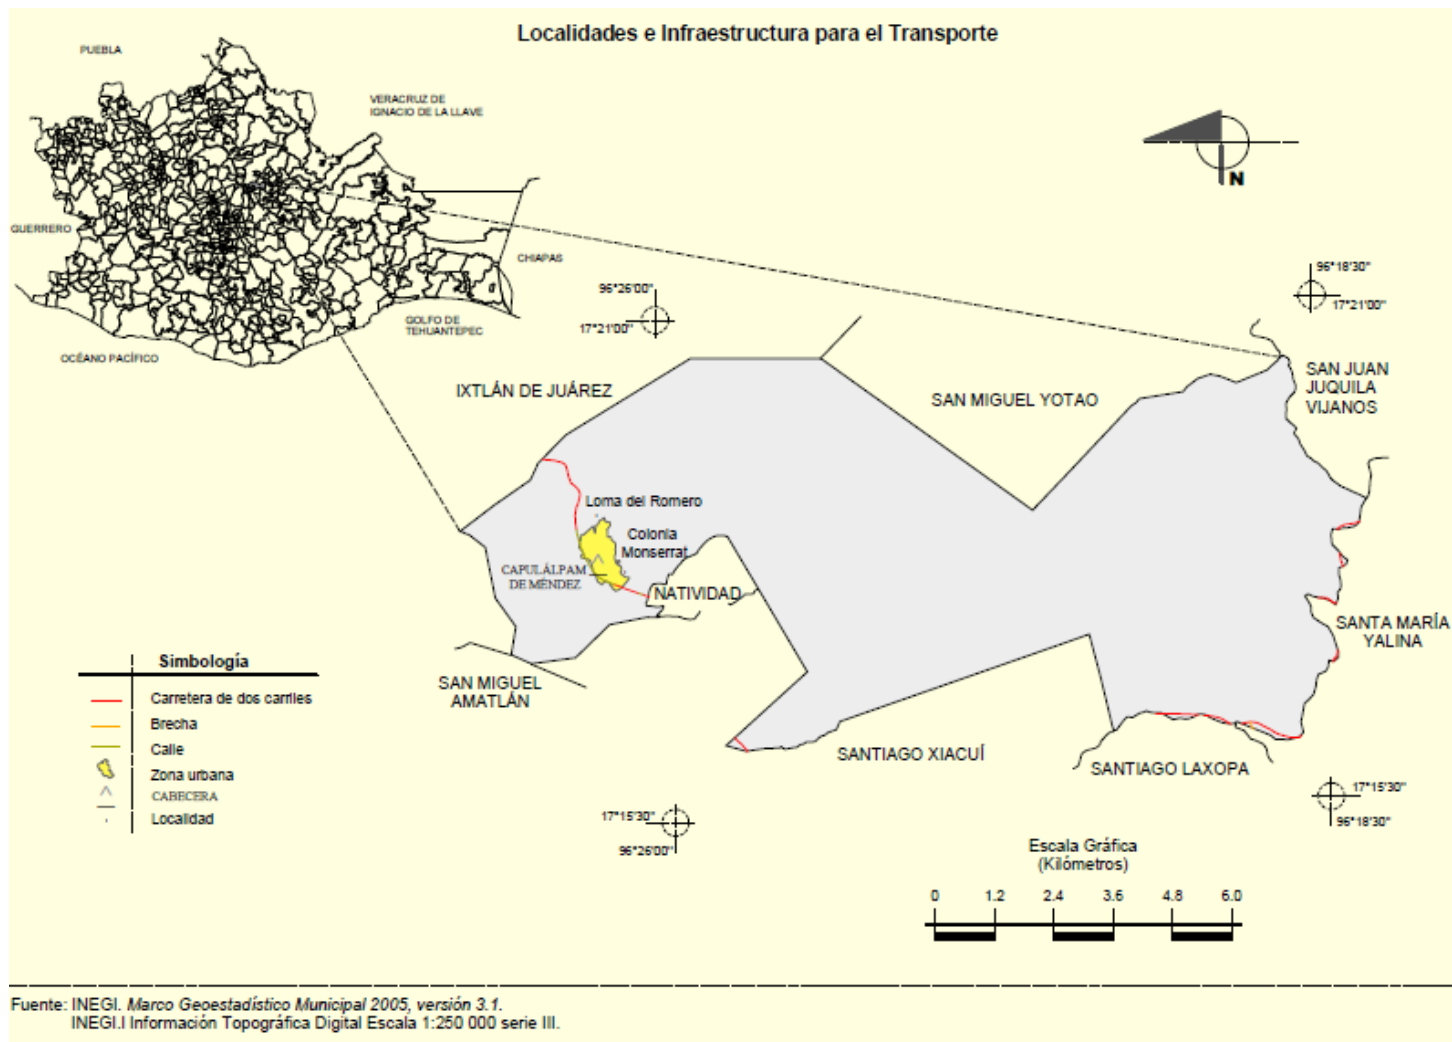 Localidades e Infraestructura para el Transporte
PUEBLA
VERACRUZ DE
IGNACIO DE LA LLAVE
GUERRERO
CHIAPAS
GOLFO DE
TEHUANTEPEC
OCÉANO PACÍFICO
N
96°26'00"
17°21'00"
96°18'30"
17°21'00"
IXTLÁN DE JUÁREZ
SAN MIGUEL YOTAO
SAN JUAN
JUQUILA
VIJANOS
Loma del Romero
Colonia
Monserrat
CAPULÁLPAM
DE MÉNDEZ
NATIVIDAD
SANTA MARÍA
YALINA
SAN MIGUEL
AMATLÁN
SANTIAGO XIACUÍ
SANTIAGO LAXOPA
Simbología
Carretera de dos carriles
Brecha
Calle
Zona urbana
CABECERA
Localidad
17°15'30"
96°26'00"
17°15'30"
96°18'30"
Escala Gráfica
(Kilómetros)
0 1.2 2.4 3.6 4.8 6.0
Fuente: INEGI. Marco Geoestadístico Municipal 2005, versión 3.1.
INEGI.I Información Topográfica Digital Escala 1:250 000 serie III.